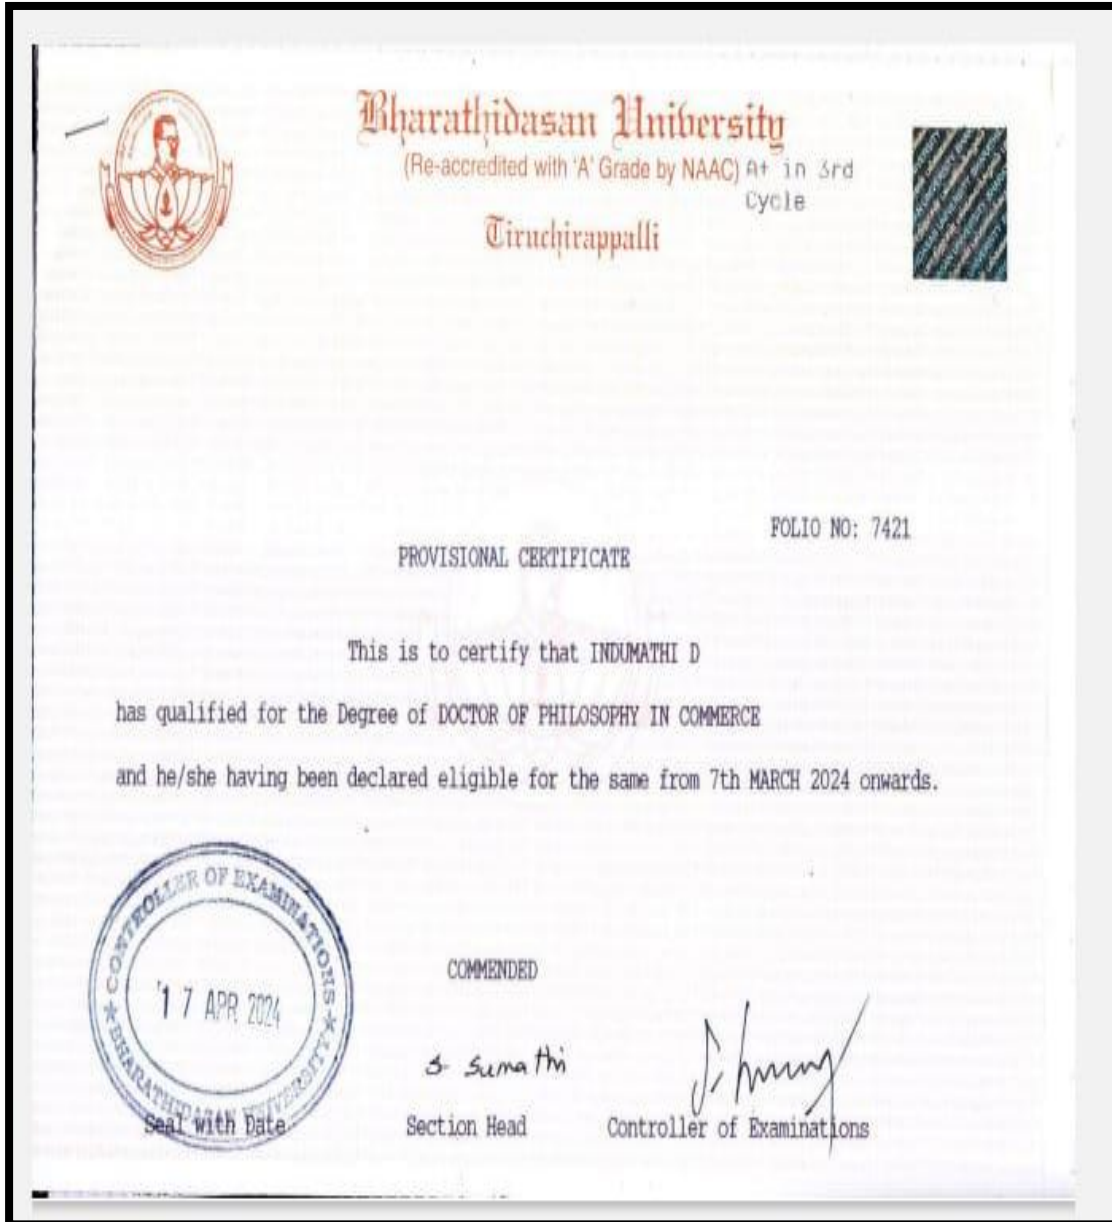 Bharathidasan University
(Re-accredited with 'A' Grade by NAAC) A+ in 3rd
Cycle
Tiruchirappalli
FOLIO NO: 7421
PROVISIONAL CERTIFICATE
This is to certify that INDUMATHI D
has qualified for the Degree of DOCTOR OF PHILOSOPHY IN COMMERCE
and he/she having been declared eligible for the same from 7th MARCH 2024 onwards.
CONTROLLER OF EXAMINATIONS
17 APR 2024
BHARATHIDASAN UNIVERSITY
COMMENDED
S. Sumathi
Seal with Date
Section Head
Controller of Examinations